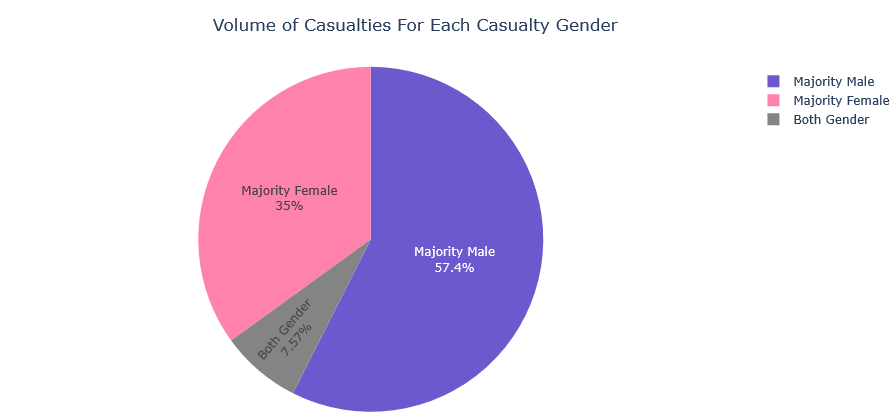 Volume of Casualties For Each Casualty Gender
Majority Male
Majority Female
Both Gender
Majority Female
35%
Majority Male
57.4%
Both Gender
7.57%